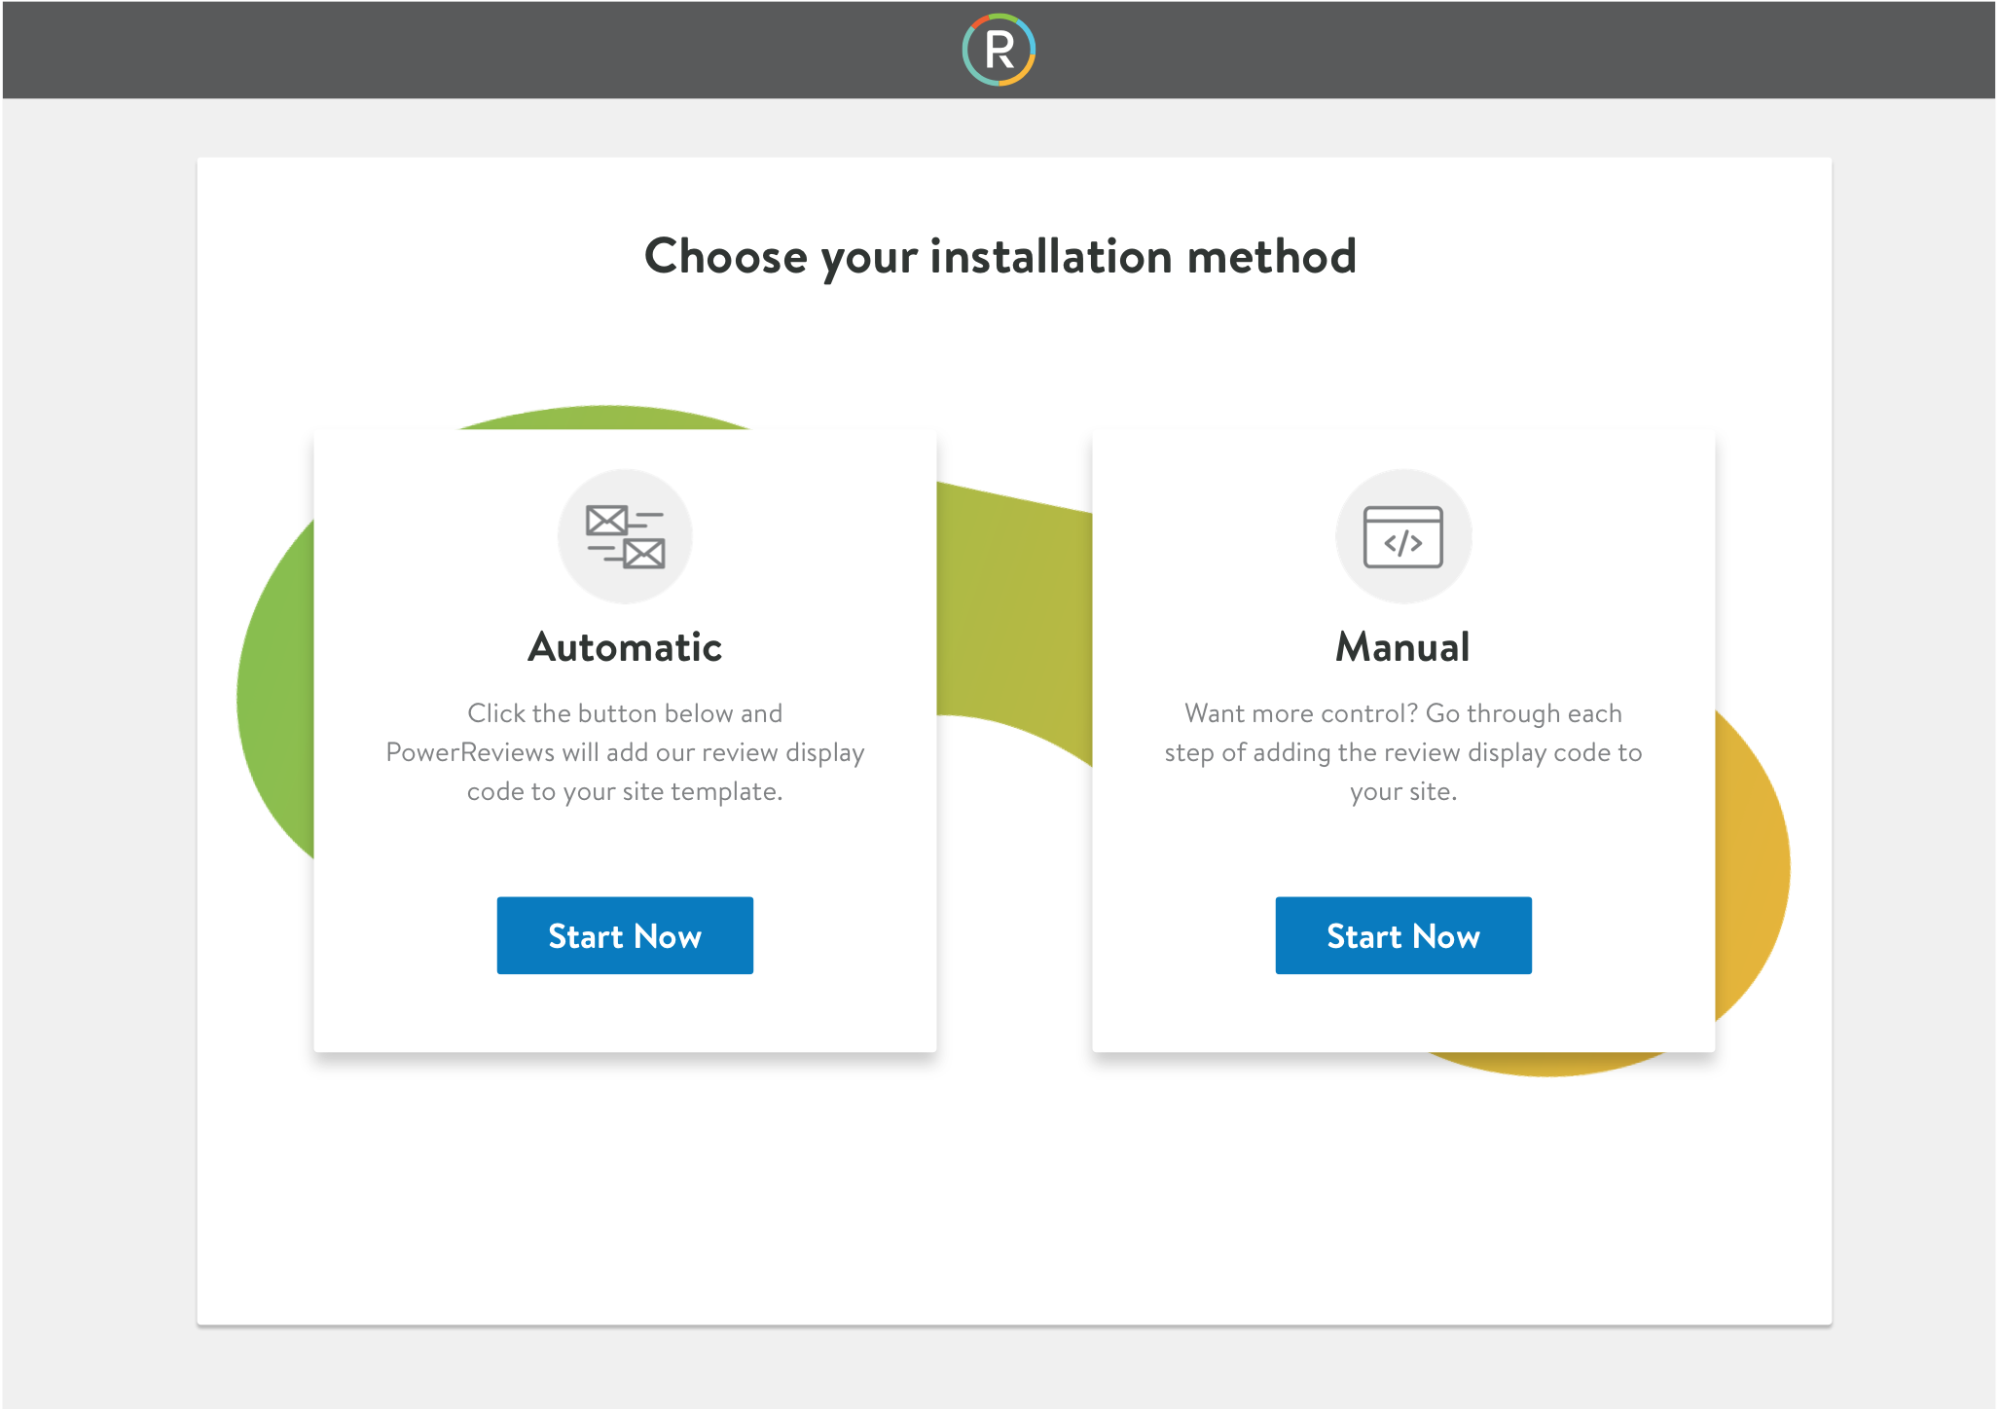 R
Choose your installation method
Automatic
Click the button below and
PowerReviews will add our review display
code to your site template.
Start Now
</>
Manual
Want more control? Go through each
step of adding the review display code to
your site.
Start Now